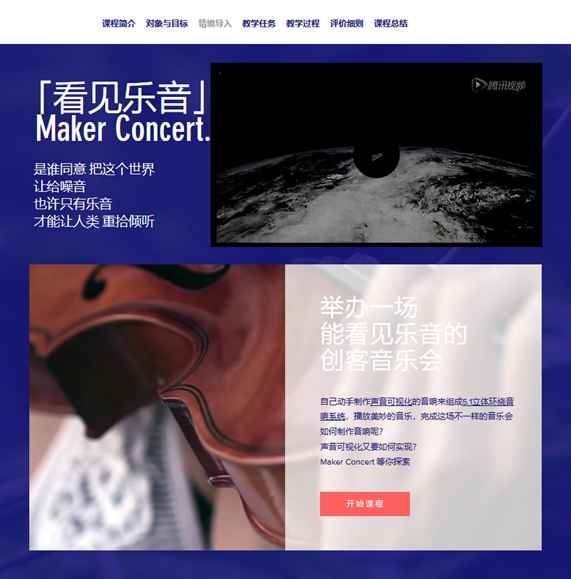 课程简介 对象与目标 情境导入 教学任务 教学过程 评价细则 课程总结
「看见乐音」
Maker Concert.
腾讯视频
是谁同意 把这个世界
让给噪音
也许只有乐音
才能让人类 重拾倾听
举办一场
能看见乐音的
创客音乐会
自己动手制作声音可视化的音响来组成5.1立体环绕音
响系统，播放美妙的音乐，完成这场不一样的音乐会
如何制作音响呢?
声音可视化又要如何实现?
Maker Concert 等你探索
开始课程